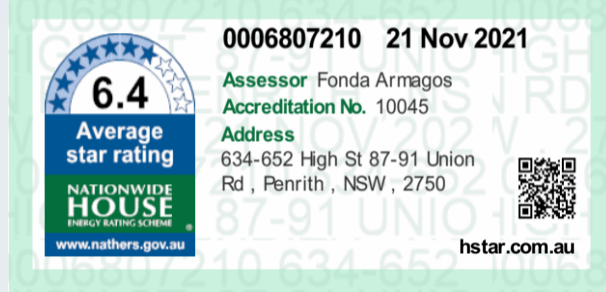 6.4
Average
star rating
NATIONWIDE
HOUSE
ENERGY RATING SCHEME
www.nathers.gov.au
0006807210 21 Nov 2021
Assessor Fonda Armagos
Accreditation No. 10045
Address
634-652 High St 87-91 Union
Rd , Penrith , NSW , 2750
hstar.com.au